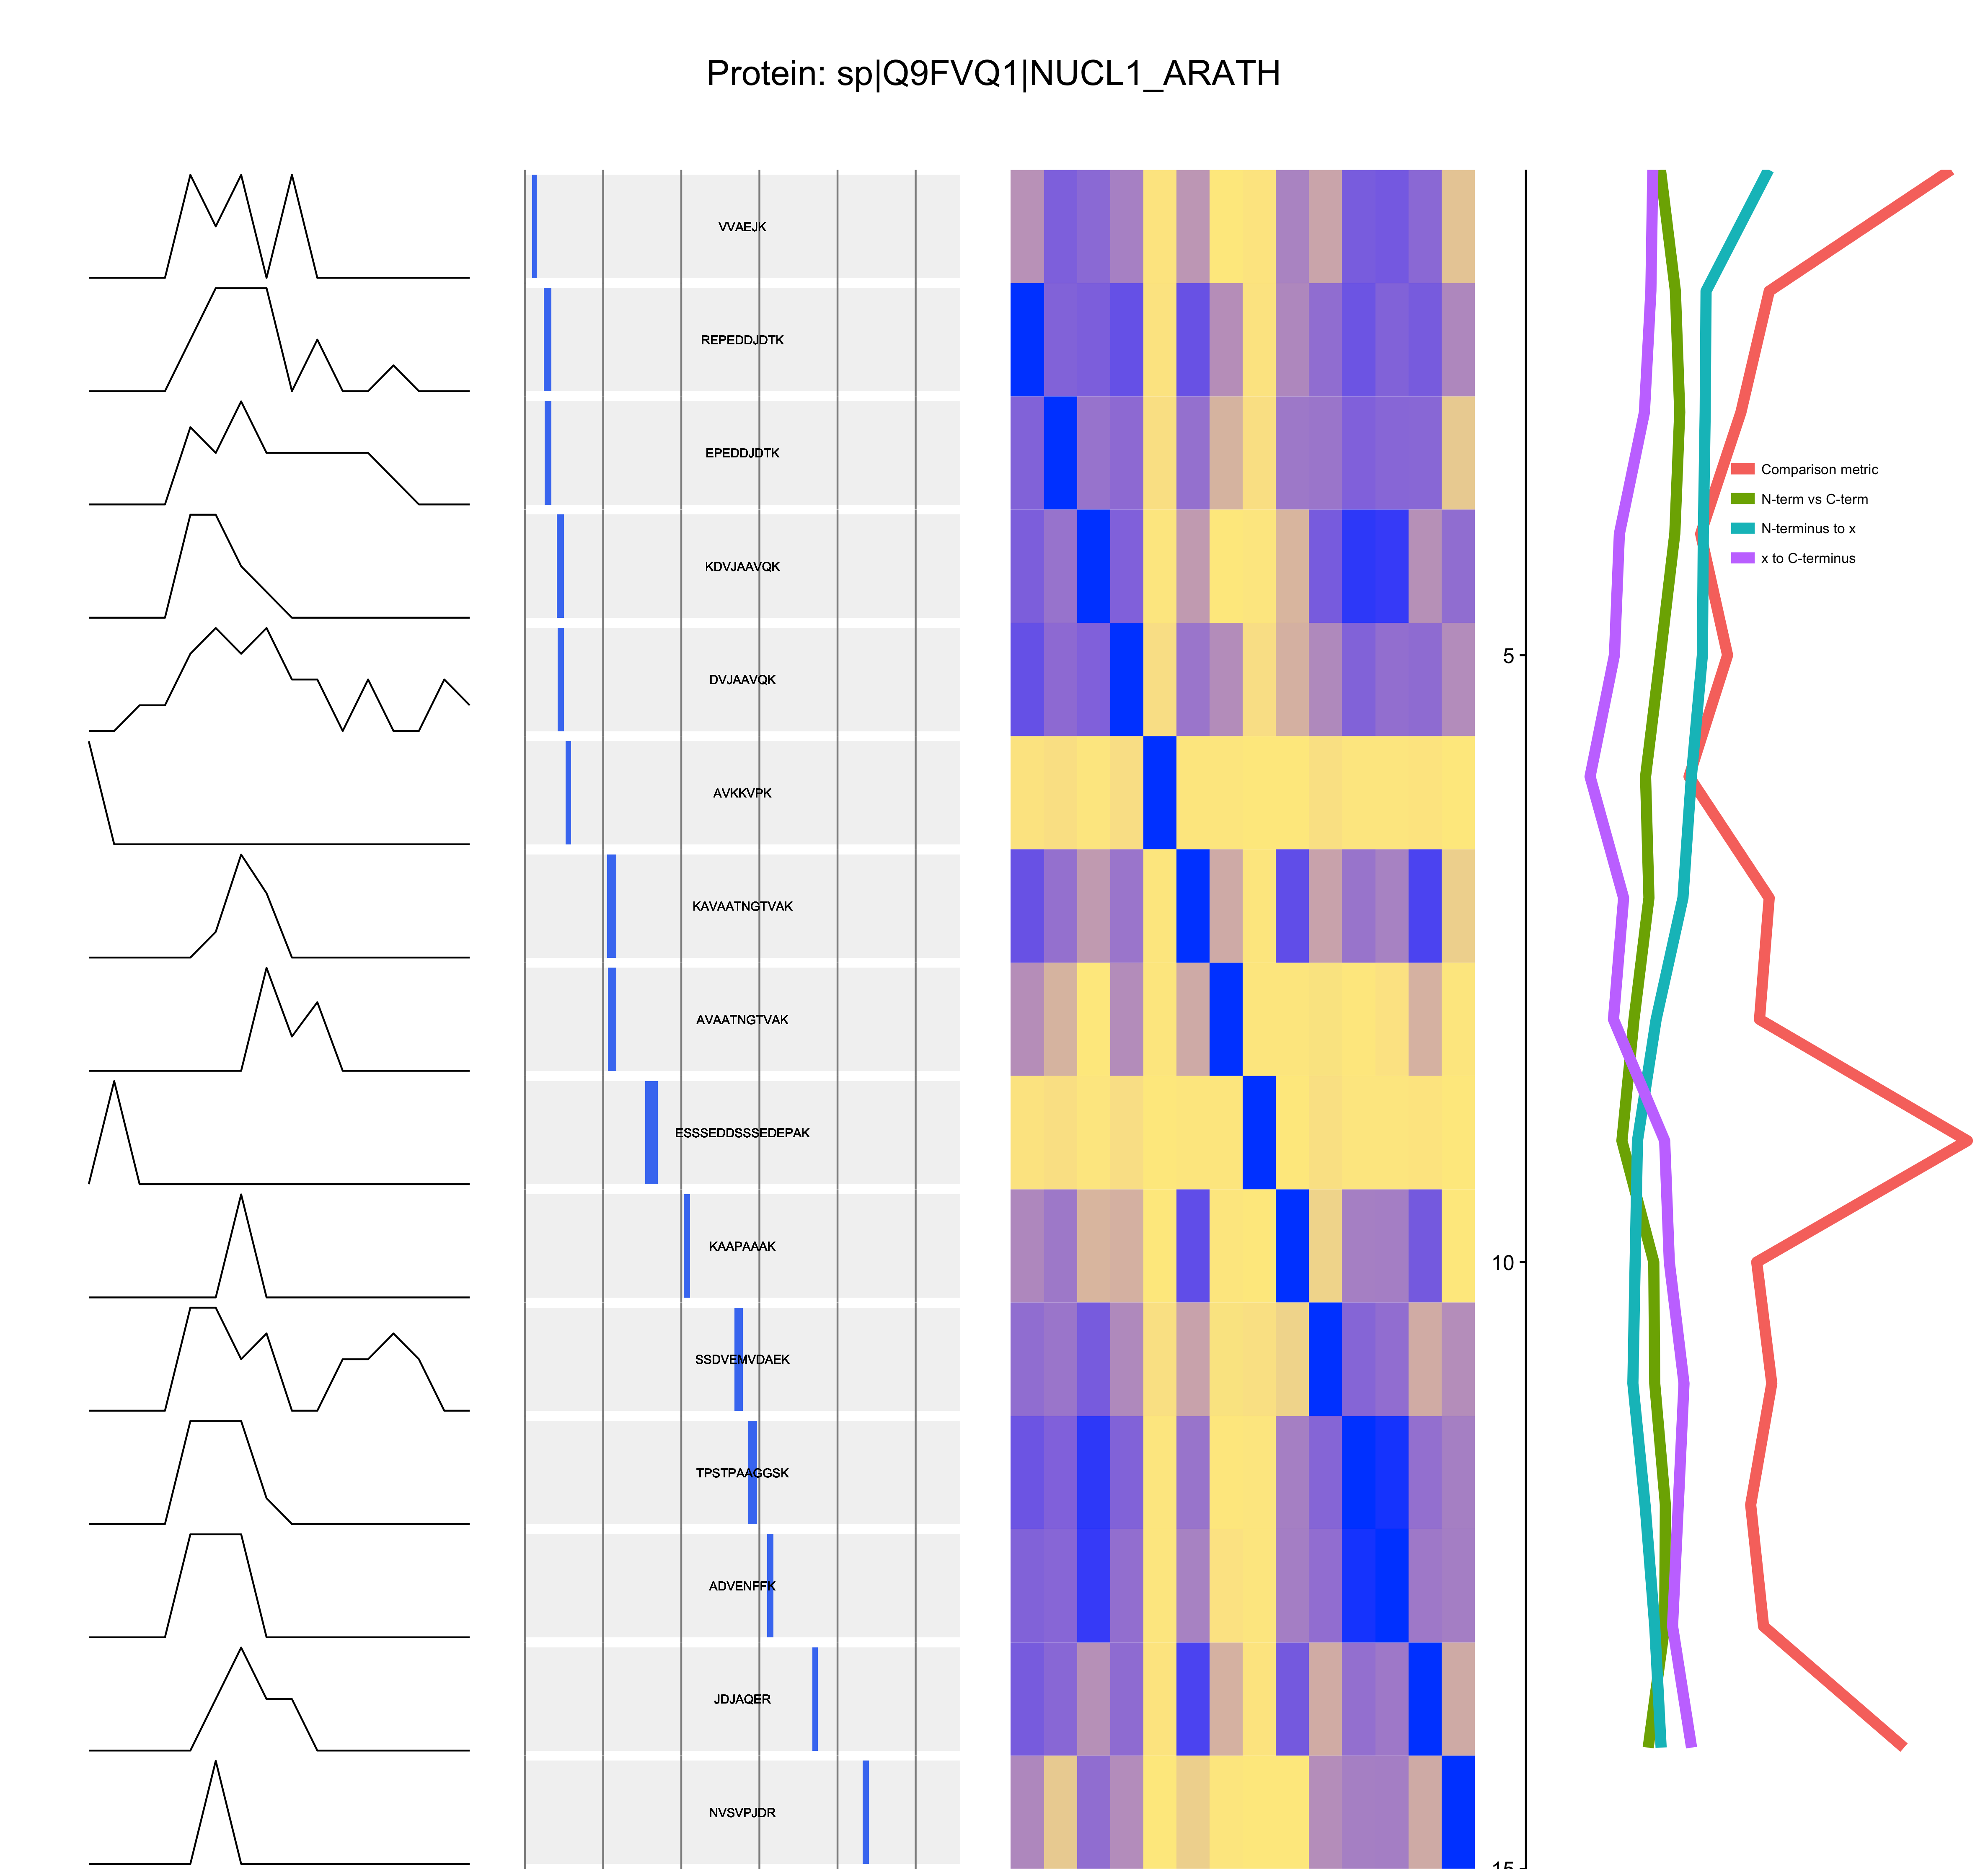 Protein: sp|Q9FVQ1|NUCL1_ARATH
VVAEJK
REPEDDJDTK
EPEDDJDTK
KDVJAAVQK
DVJAAVQK
AVKKVPK
KAVAATNGTVAK
AVAATNGTVAK
ESSSEDDSSSEDEPAK
KAAPAAAK
SSDVEMVDAEK
TPSTPAAGGSK
ADVENFFK
JDJAQER
NVSVPJDR
5
10
15
Comparison metric
N-term vs C-term
N-terminus to x
x to C-terminus